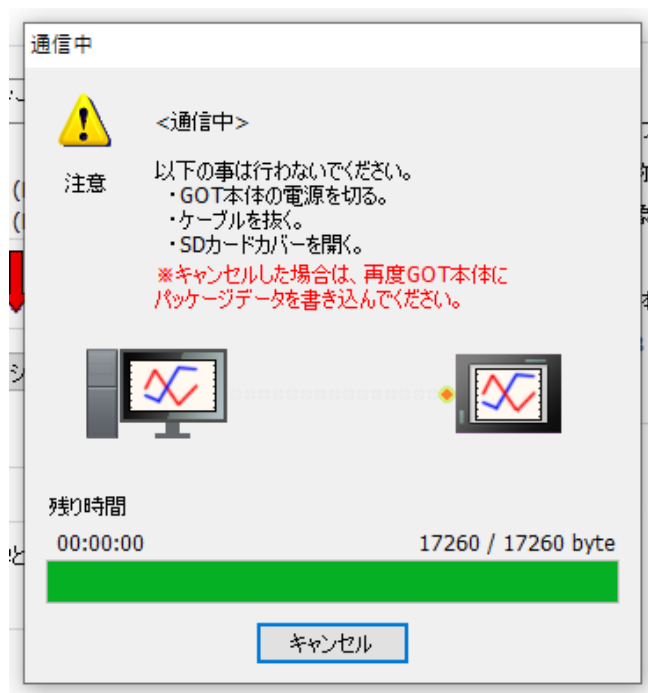 通信中
<通信中>
注意
以下の事は行わないでください。
・GOT本体の電源を切る。
・ケーブルを抜く。
・SDカードカバーを開く。
※キャンセルした場合は、再度GOT本体に
パッケージデータを書き込んでください。
残り時間
00:00:00
17260 / 17260 byte
キャンセル